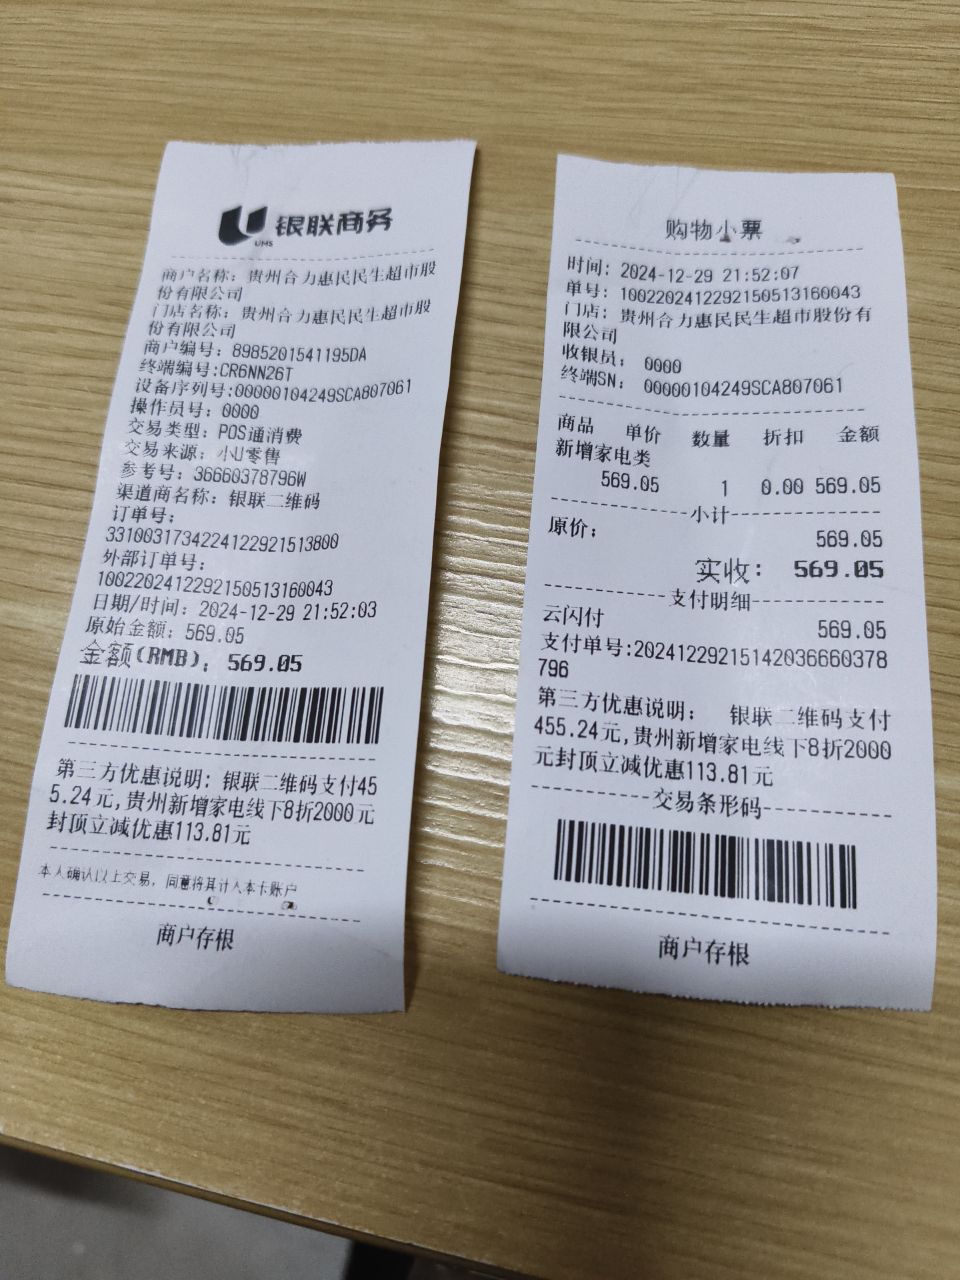 银联商务
UMS
商户名称：贵州合力惠民民生超市股
份有限公司
门店名称：贵州合力惠民民生超市股
份有限公司
商户编号：8985201541195DA
终端编号:CR6NN26T
设备序列号:00000104249SCA807061
操作员号：0000
交易类型：POS通消费
交易来源：小U零售
参考号：36660378796W
渠道商名称：银联二维码
订单号：
33100317342241229215138​00
外部订单号：
10022024122921505131​60043
日期/时间：2024-12-29 21:52:03
原始金额：569.05
金额(RMB)：569.05
第三方优惠说明：银联二维码支付45
5.24元,贵州新增家电线下8折2000元
封顶立减优惠113.81元
本人确认以上交易，同意将其计入本卡账户
商户存根
购物小票
时间：2024-12-29 21:52:07
单号：1002202412292150513160043
门店：贵州合力惠民民生超市股份有
限公司
收银员：0000
终端SN：00000104249SCA807061
商品 单价 数量 折扣 金额
新增家电类
569.05 1 0.00 569.05
小计
原价： 569.05
实收：569.05
支付明细
云闪付 569.05
支付单号:202412292151420366603​78
796
第三方优惠说明： 银联二维码支付
455.24元,贵州新增家电线下8折2000
元封顶立减优惠113.81元
交易条形码
商户存根